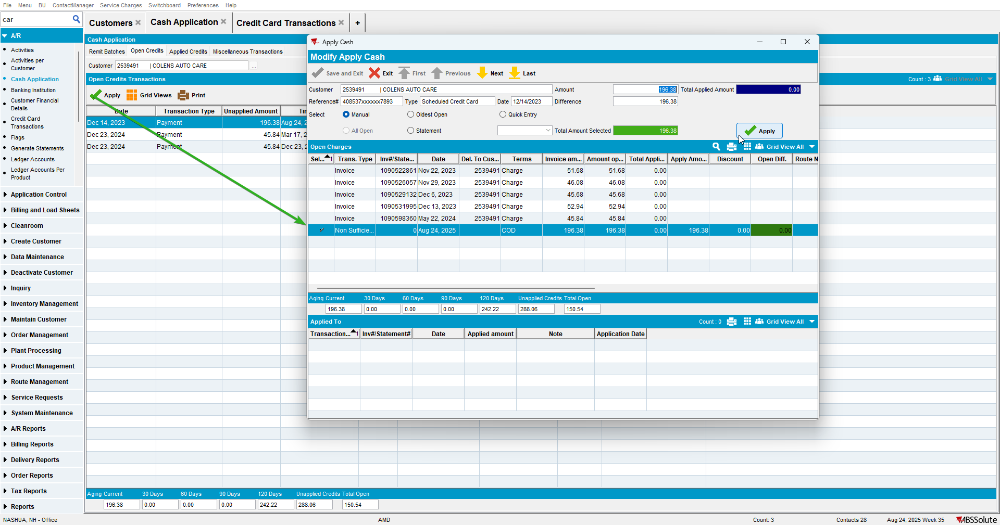 File Menu BU ContactManager Service Charges Switchboard Preferences Help
car
Customers Cash Application Credit Card Transactions +
A/R
Activities
Activities per
Customer
Cash Application
Banking Institution
Customer Financial
Details
Credit Card
Transactions
Flags
Generate Statements
Ledger Accounts
Ledger Accounts Per
Product
Application Control
Billing and Load Sheets
Cleanroom
Create Customer
Data Maintenance
Deactivate Customer
Inquiry
Inventory Management
Maintain Customer
Order Management
Plant Processing
Product Management
Route Management
Service Requests
System Maintenance
A/R Reports
Billing Reports
Delivery Reports
Order Reports
Tax Reports
Reports
Cash Application
Remit Batches Open Credits Applied Credits Miscellaneous Transactions
Customer 2539491 | COLENS AUTO CARE ...
Open Credits Transactions Count : 3 Grid View All
Apply Grid Views Print
Date Transaction Type Unapplied Amount Tir
Dec 14, 2023 Payment 196.38 Aug 24, 2
Dec 23, 2024 Payment 45.84 Mar 17, 2
Dec 23, 2024 Payment 45.84 Dec 23,
Apply Cash
Modify Apply Cash
Save and Exit Exit First Previous Next Last
Customer 2539491 | COLENS AUTO CARE Amount 196.38 Total Applied Amount 0.00
Reference# 408537xxxxxx7893 Type Scheduled Credit Card Date 12/14/2023 Difference 196.38
Select Manual Oldest Open Quick Entry
All Open Statement Total Amount Selected 196.38 Apply
Open Charges Grid View All
Sel... 1 Trans. Type Inv#/State... Date Del. To Cus... Terms Invoice am... Amount op... Total Appli... Apply Amo... Discount Open Diff. Route N
Invoice 1090522861 Nov 22, 2023 2539491 Charge 51.68 51.68 0.00
Invoice 1090526057 Nov 29, 2023 2539491 Charge 46.08 46.08 0.00
Invoice 1090529132 Dec 6, 2023 2539491 Charge 45.68 45.68 0.00
Invoice 1090531995 Dec 13, 2023 2539491 Charge 52.94 52.94 0.00
Invoice 1090598360 May 22, 2024 2539491 Charge 45.84 45.84 0.00
Non Sufficie... 0 Aug 24, 2025 COD 196.38 196.38 0.00 196.38 0.00 0.00
Aging Current 30 Days 60 Days 90 Days 120 Days Unapplied Credits Total Open
196.38 0.00 0.00 0.00 242.22 288.06 150.54
Applied To Count : 0 Grid View All
Transaction... 1 Inv#/Statement# Date Applied amount Note Application Date
Aging Current 30 Days 60 Days 90 Days 120 Days Unapplied Credits Total Open
196.38 0.00 0.00 0.00 242.22 288.06 150.54
NASHUA, NH - Office AMD Count: 3 Contacts 28 Aug 24, 2025 Week 35 ABSSolute